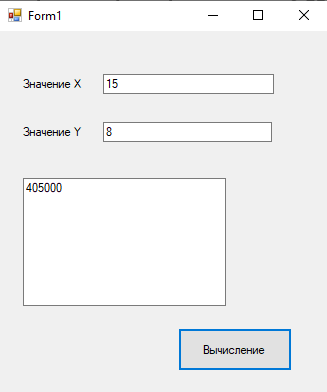 Form1
Значение X
15
Значение Y
8
405000
Вычисление